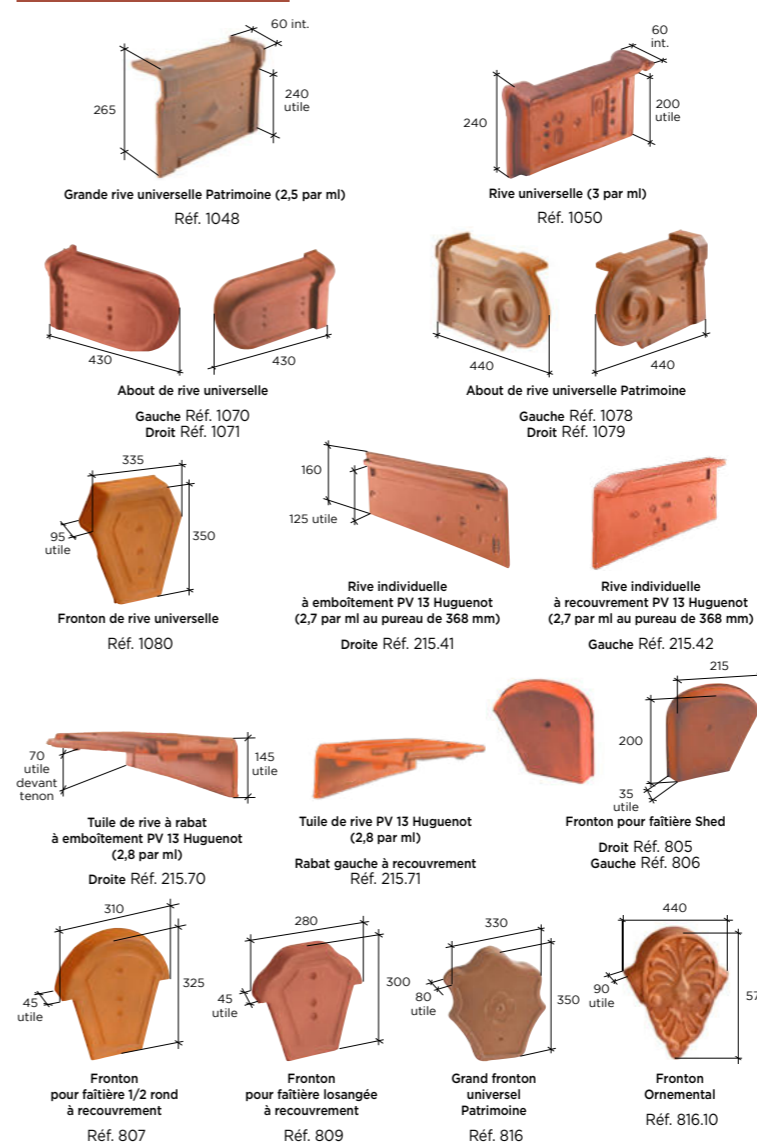 60 int.
265
240
utile
Grande rive universelle Patrimoine (2,5 par ml)
Réf. 1048
60
int.
240
200
utile
Rive universelle (3 par ml)
Réf. 1050
430
430
About de rive universelle
Gauche Réf. 1070
Droit Réf. 1071
440
440
About de rive universelle Patrimoine
Gauche Réf. 1078
Droit Réf. 1079
335
95
utile
350
Fronton de rive universelle
Réf. 1080
160
125 utile
Rive individuelle
à emboîtement PV 13 Huguenot
(2,7 par ml au pureau de 368 mm)
Droite Réf. 215.41
Rive individuelle
à recouvrement PV 13 Huguenot
(2,7 par ml au pureau de 368 mm)
Gauche Réf. 215.42
70
utile
devant
tenon
145
utile
Tuile de rive à rabat
à emboîtement PV 13 Huguenot
(2,8 par ml)
Droite Réf. 215.70
Tuile de rive PV 13 Huguenot
(2,8 par ml)
Rabat gauche à recouvrement
Réf. 215.71
215
200
35
utile
Fronton pour faîtière Shed
Droit Réf. 805
Gauche Réf. 806
310
45
utile
325
Fronton
pour faîtière 1/2 rond
à recouvrement
Réf. 807
280
45
utile
300
Fronton
pour faîtière losangée
à recouvrement
Réf. 809
330
80
utile
350
Grand fronton
universel
Patrimoine
Réf. 816
440
90
utile
Fronton
Ornemental
Réf. 816.10